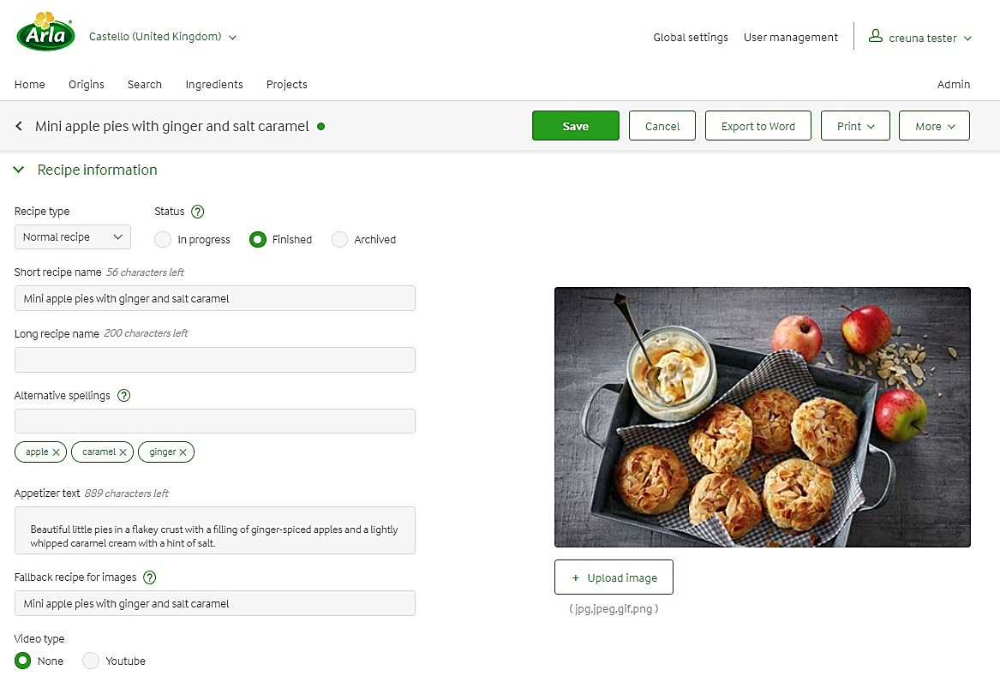 Arla
Castello (United Kingdom)
Global settings
User management
creuna tester
Home
Origins
Search
Ingredients
Projects
Admin
Mini apple pies with ginger and salt caramel
Save
Cancel
Export to Word
Print
More
Recipe information
Recipe type
Status ?
Normal recipe
In progress
Finished
Archived
Short recipe name 56 characters left
Mini apple pies with ginger and salt caramel
Long recipe name 200 characters left
Alternative spellings ?
apple ×
caramel ×
ginger ×
Appetizer text 889 characters left
Beautiful little pies in a flakey crust with a filling of ginger-spiced apples and a lightly
whipped caramel cream with a hint of salt.
Fallback recipe for images ?
Mini apple pies with ginger and salt caramel
Video type
None
Youtube
+ Upload image
( jpg,jpeg,gif,png )